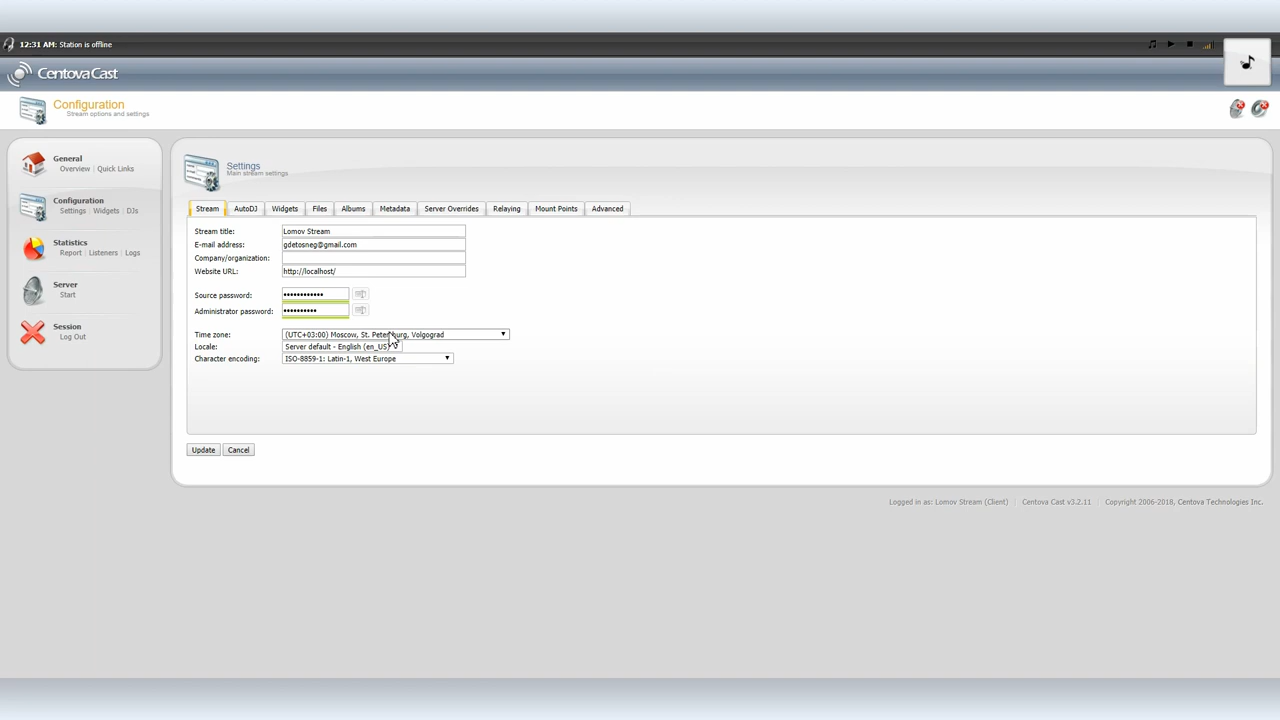 12:31 AM: Station is offline
CentovaCast
Configuration
Stream options and settings
General
Overview | Quick Links
Configuration
Settings | Widgets | DJs
Statistics
Report | Listeners | Logs
Server
Start
Session
Log Out
Settings
Main stream settings
Stream AutoDJ Widgets Files Albums Metadata Server Overrides Relaying Mount Points Advanced
Stream title: Lomov Stream
E-mail address: gdetosneg@gmail.com
Company/organization:
Website URL: http://localhost/
Source password: ••••••••••••
Administrator password: ••••••••••
Time zone: (UTC+03:00) Moscow, St. Petersburg, Volgograd
Locale: Server default - English (en_US)
Character encoding: ISO-8859-1: Latin-1, West Europe
Update Cancel
Logged in as: Lomov Stream (Client) | Centova Cast v3.2.11 | Copyright 2006-2018, Centova Technologies Inc.